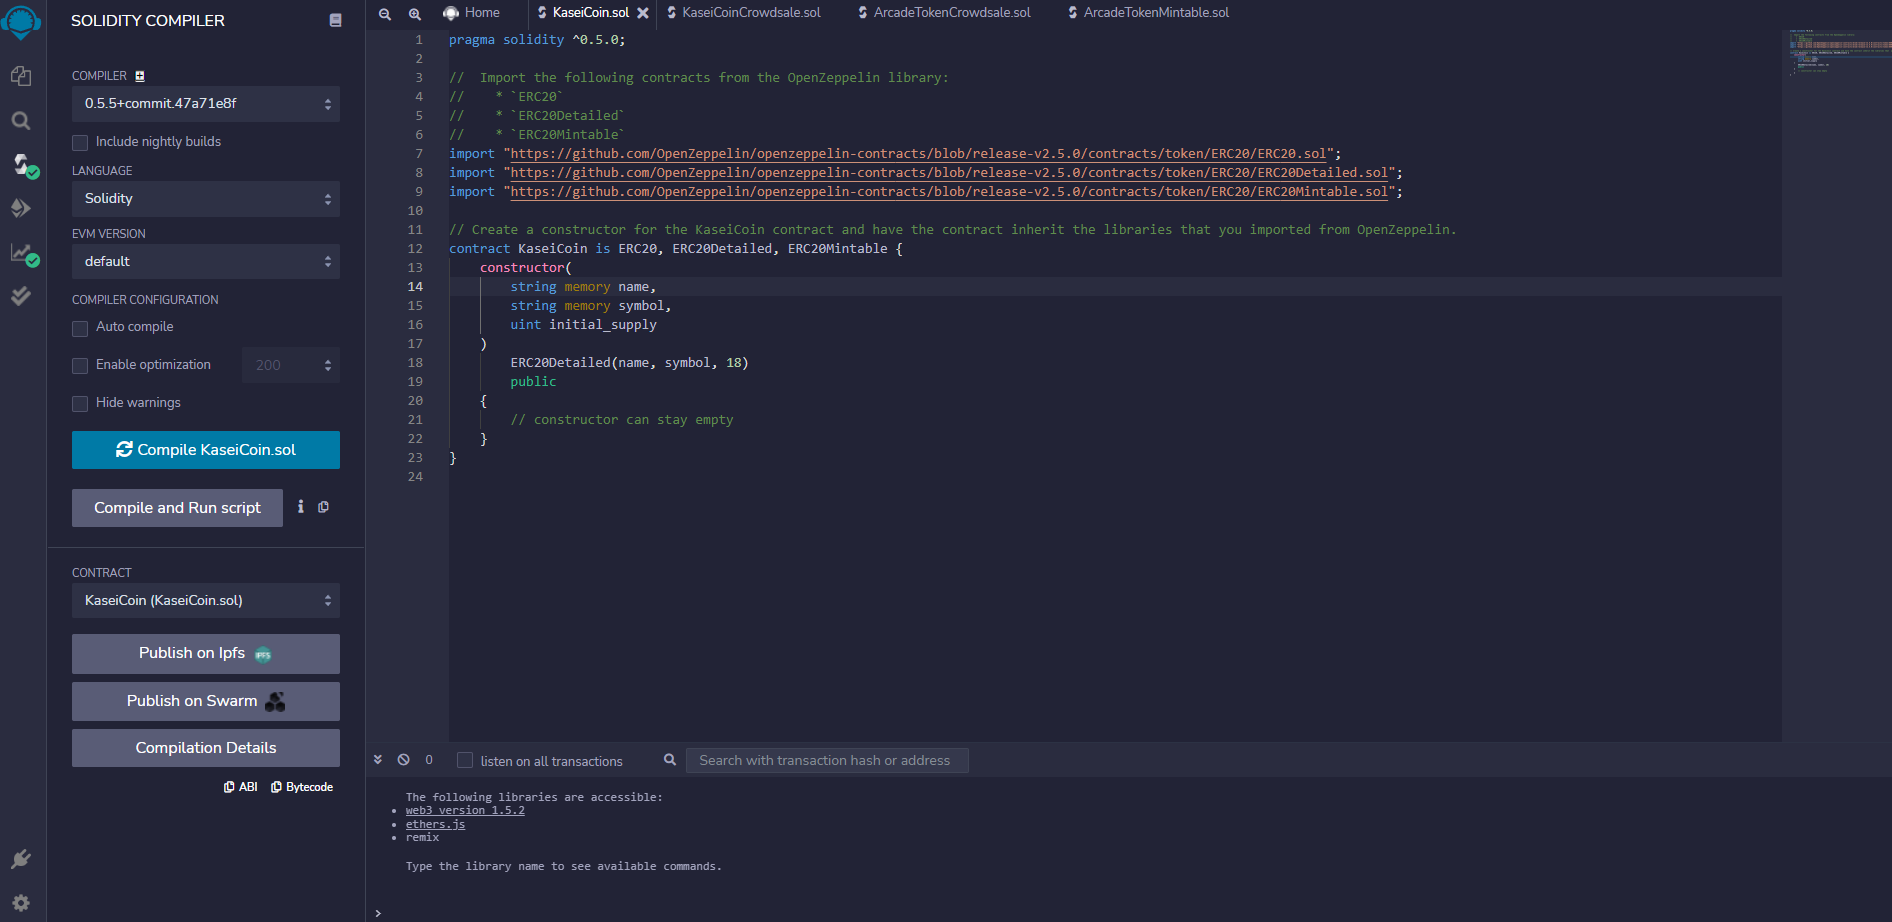 SOLIDITY COMPILER
COMPILER
0.5.5+commit.47a71e8f
Include nightly builds
LANGUAGE
Solidity
EVM VERSION
default
COMPILER CONFIGURATION
Auto compile
Enable optimization
200
Hide warnings
Compile KaseiCoin.sol
Compile and Run script
CONTRACT
KaseiCoin (KaseiCoin.sol)
Publish on Ipfs
IPFS
Publish on Swarm
Compilation Details
ABI Bytecode
Home KaseiCoin.sol KaseiCoinCrowdsale.sol ArcadeTokenCrowdsale.sol ArcadeTokenMintable.sol
1 pragma solidity ^0.5.0;
2
3 //  Import the following contracts from the OpenZeppelin library:
4 //    * `ERC20`
5 //    * `ERC20Detailed`
6 //    * `ERC20Mintable`
7 import "https://github.com/OpenZeppelin/openzeppelin-contracts/blob/release-v2.5.0/contracts/token/ERC20/ERC20.sol";
8 import "https://github.com/OpenZeppelin/openzeppelin-contracts/blob/release-v2.5.0/contracts/token/ERC20/ERC20Detailed.sol";
9 import "https://github.com/OpenZeppelin/openzeppelin-contracts/blob/release-v2.5.0/contracts/token/ERC20/ERC20Mintable.sol";
10
11 // Create a constructor for the KaseiCoin contract and have the contract inherit the libraries that you imported from OpenZeppelin.
12 contract KaseiCoin is ERC20, ERC20Detailed, ERC20Mintable {
13     constructor(
14         string memory name,
15         string memory symbol,
16         uint initial_supply
17     )
18         ERC20Detailed(name, symbol, 18)
19         public
20     {
21         // constructor can stay empty
22     }
23 }
24
0 listen on all transactions Search with transaction hash or address
The following libraries are accessible:
• web3 version 1.5.2
• ethers.js
• remix
Type the library name to see available commands.
>